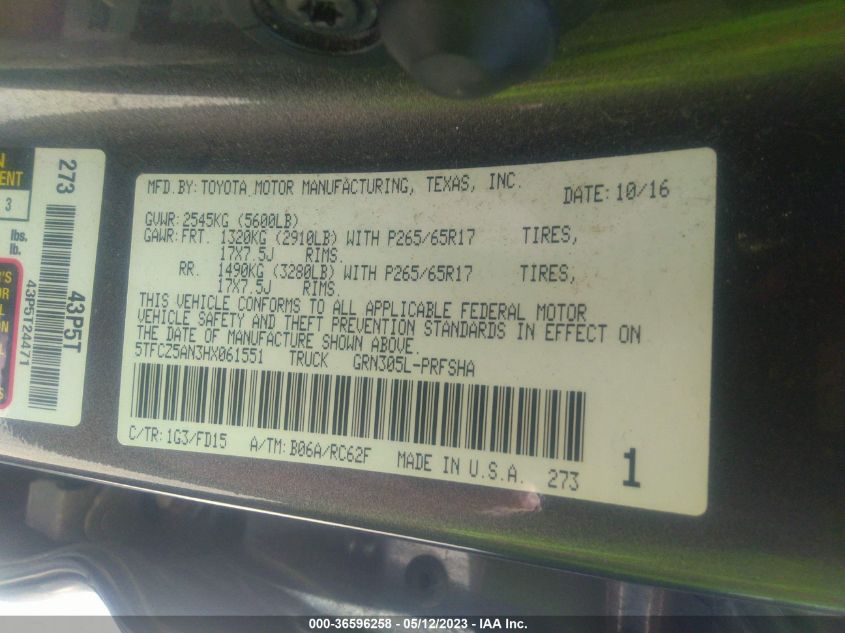 MFD.BY: TOYOTA MOTOR MANUFACTURING, TEXAS, INC.
DATE: 10/16
GVWR: 2545KG (5600LB)
GAWR: FRT. 1320KG (2910LB) WITH P265/65R17 TIRES,
17X7.5J RIMS.
RR. 1490KG (3280LB) WITH P265/65R17 TIRES,
17X7.5J RIMS.
THIS VEHICLE CONFORMS TO ALL APPLICABLE FEDERAL MOTOR
VEHICLE SAFETY AND THEFT PREVENTION STANDARDS IN EFFECT ON
THE DATE OF MANUFACTURE SHOWN ABOVE.
5TFCZ5AN3HX061551 TRUCK GRN305L-PRFSHA
C/TR: 1G3/FD15 A/TM: B06A/RC62F MADE IN U.S.A. 273
1
273
43P5T
43P5T24471
3
lbs.
lb.
000-36596258 - 05/12/2023 - IAA Inc.